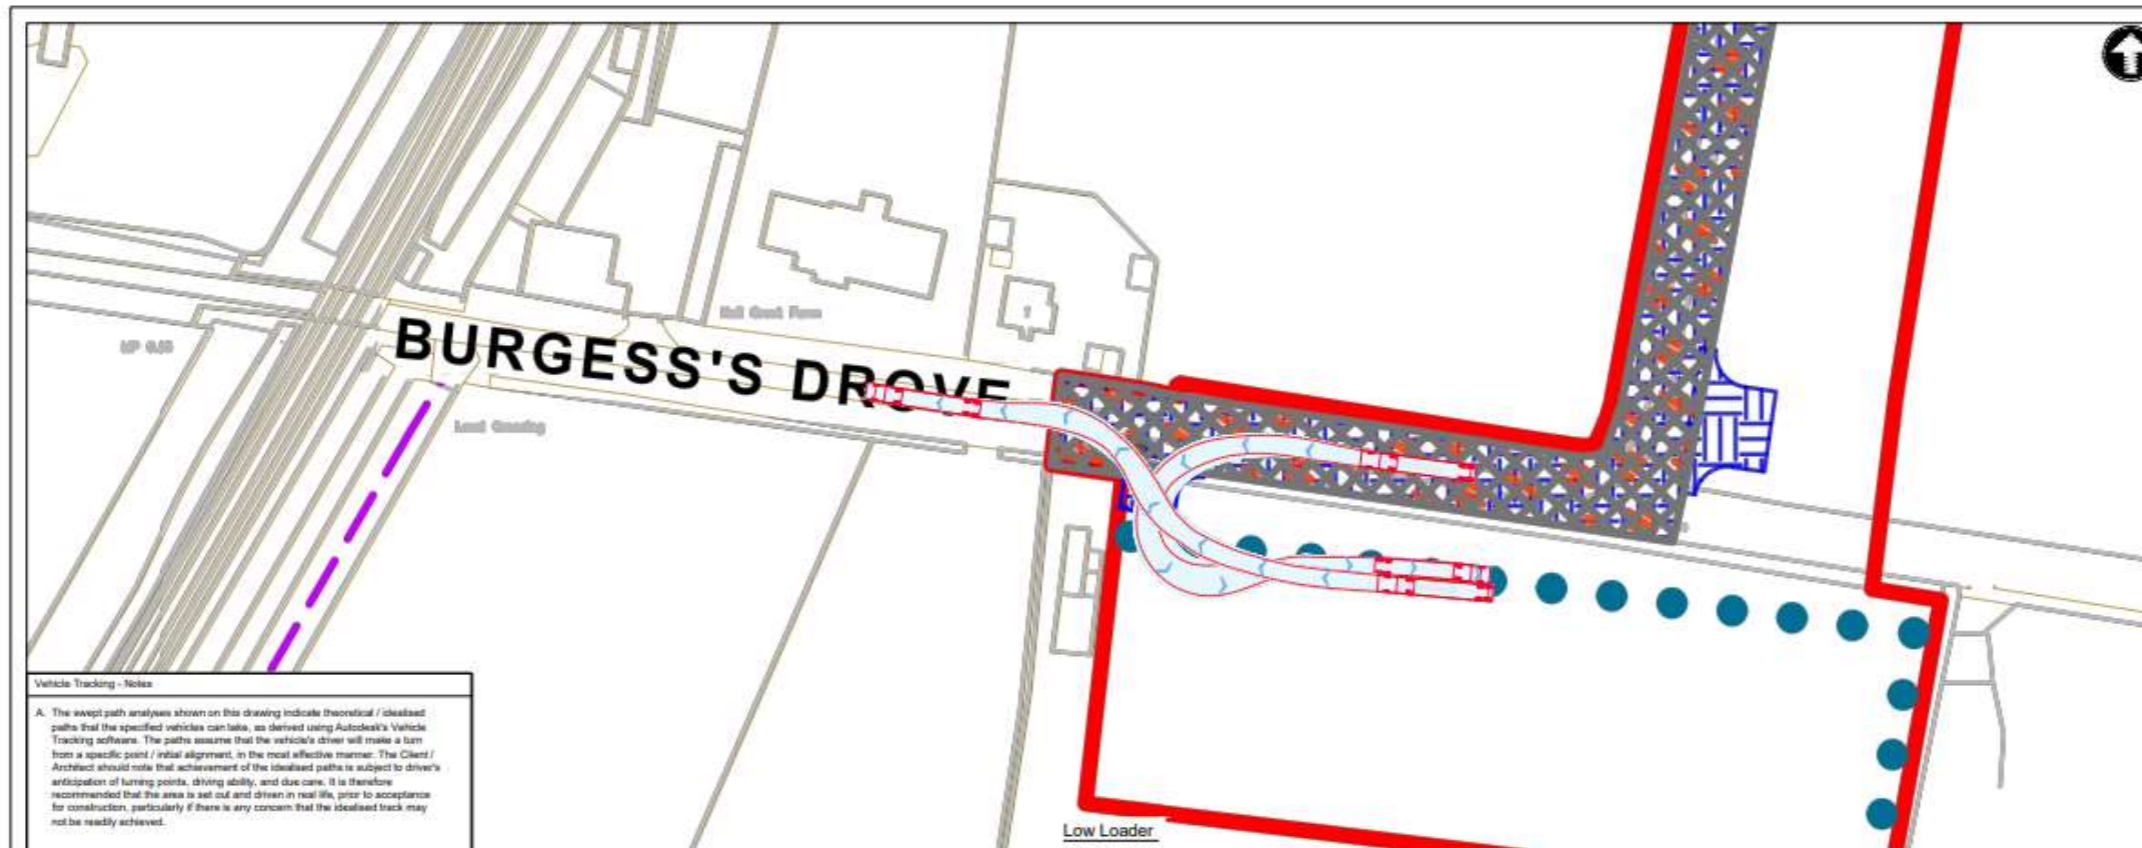 BURGESS'S DROVE
1
Vehicle Tracking - Notes
A. The swept path analyses shown on this drawing indicate theoretical / idealised
paths that the specified vehicles can take, as derived using Autodesk's Vehicle
Tracking software. The paths assume that the vehicle's driver will make a turn
from a specific point / initial alignment, in the most effective manner. The Client /
Architect should note that achievement of the idealised paths is subject to driver's
anticipation of turning points, driving ability, and due care. It is therefore
recommended that the area is set out and driven in real life, prior to acceptance
for construction, particularly if there is any concern that the idealised track may
not be readily achieved.
Low Loader